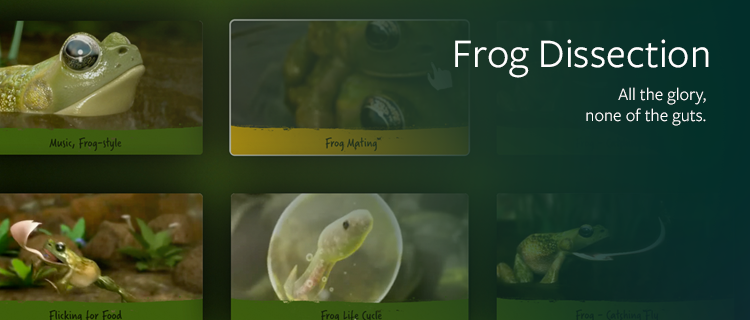 Frog Dissection
All the glory,
none of the guts.
Music, Frog-style
Frog Mating
Flicking for Food
Frog Life Cycle
Frog - Catching